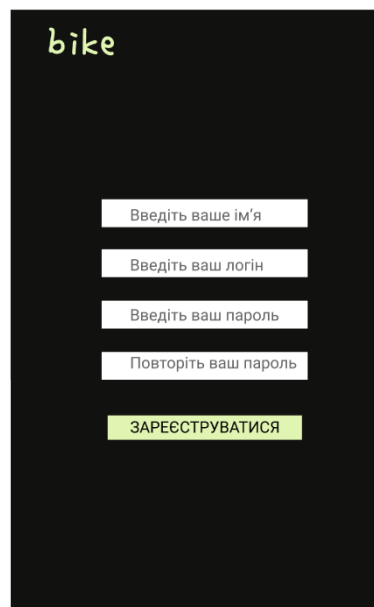 bike
Введіть ваше ім’я
Введіть ваш логін
Введіть ваш пароль
Повторіть ваш пароль
ЗАРЕЄСТРУВАТИСЯ